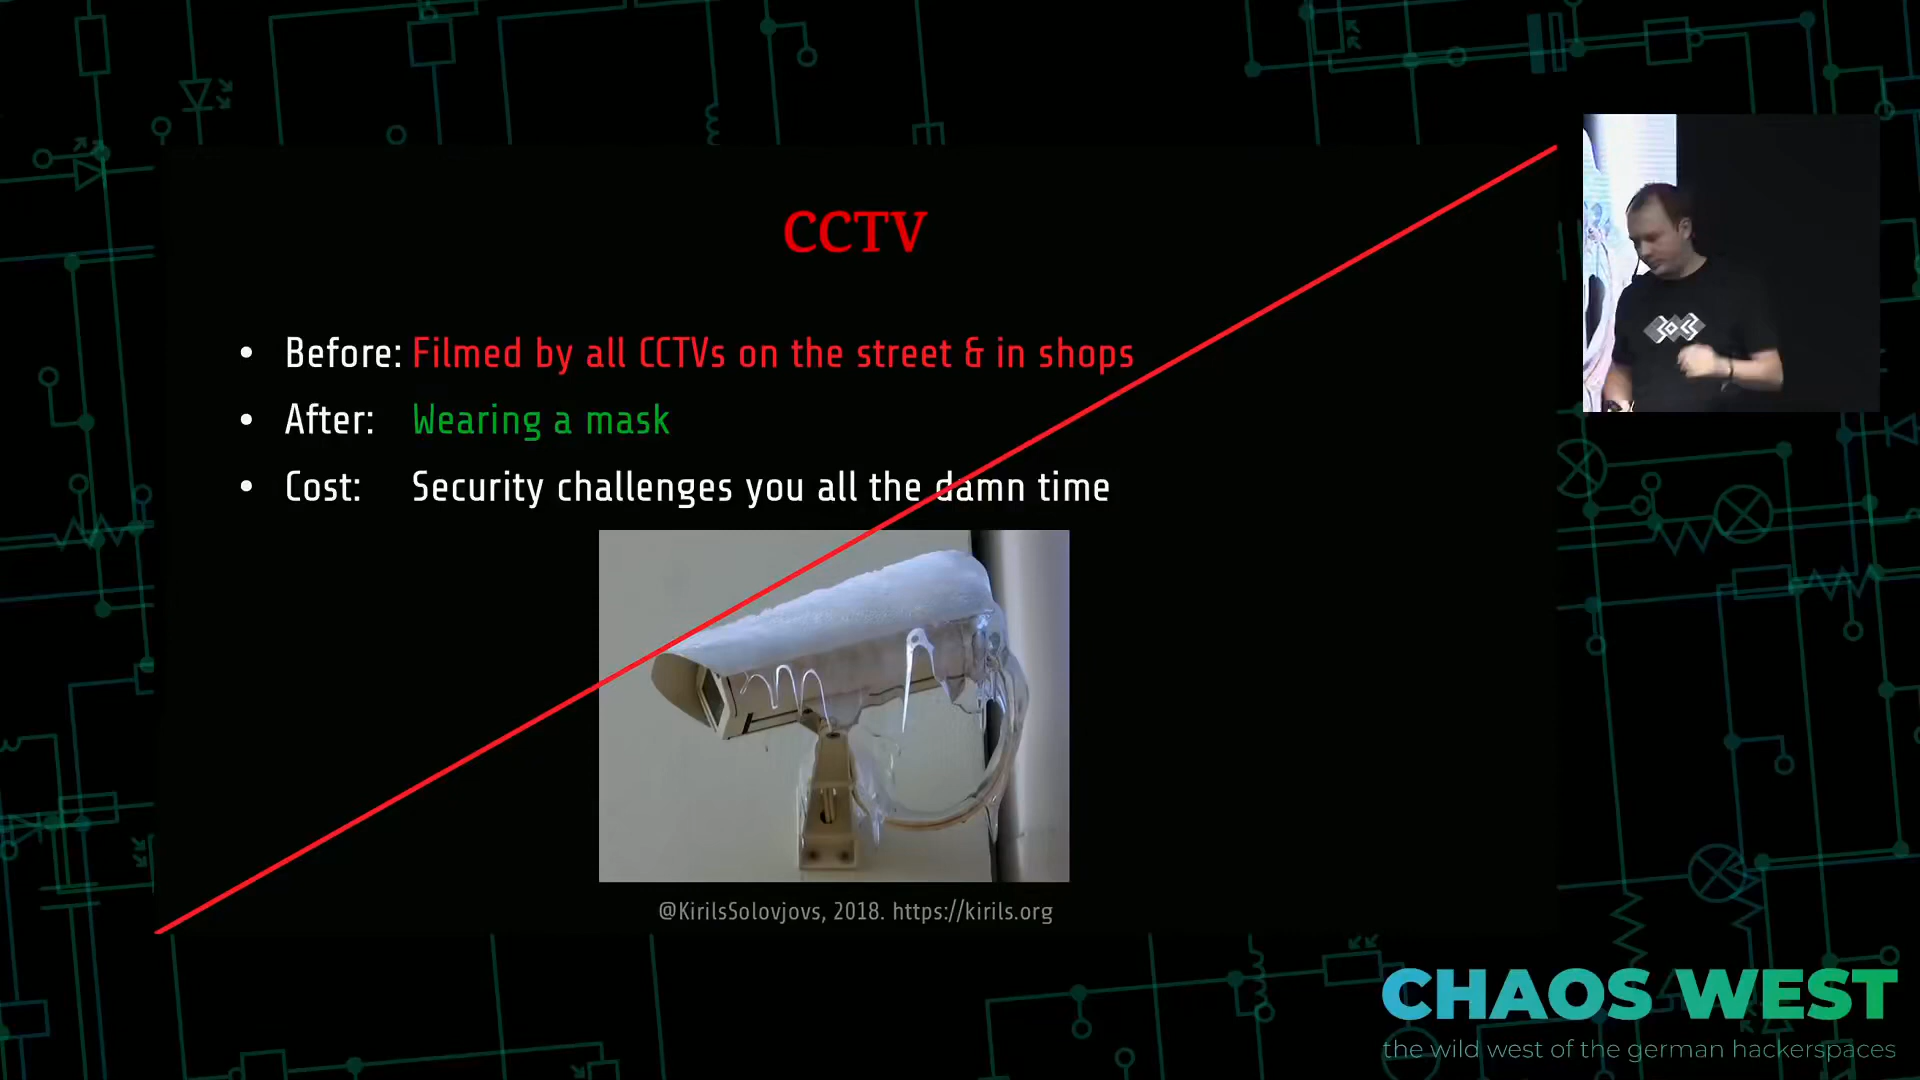 CCTV
• Before: Filmed by all CCTVs on the street & in shops
• After: Wearing a mask
• Cost: Security challenges you all the damn time
@KirilsSolovjovs, 2018. https://kirils.org
CHAOS WEST
the wild west of the german hackerspaces